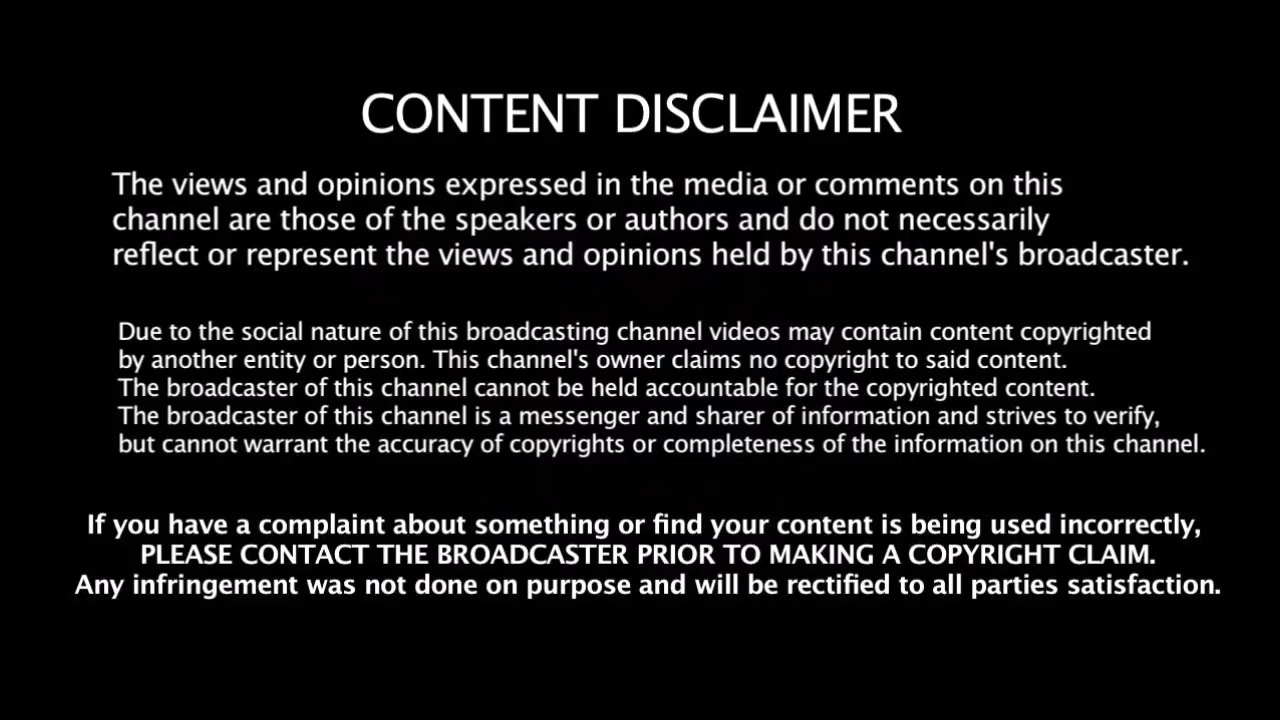 CONTENT DISCLAIMER
The views and opinions expressed in the media or comments on this
channel are those of the speakers or authors and do not necessarily
reflect or represent the views and opinions held by this channel's broadcaster.
Due to the social nature of this broadcasting channel videos may contain content copyrighted
by another entity or person. This channel's owner claims no copyright to said content.
The broadcaster of this channel cannot be held accountable for the copyrighted content.
The broadcaster of this channel is a messenger and sharer of information and strives to verify,
but cannot warrant the accuracy of copyrights or completeness of the information on this channel.
If you have a complaint about something or find your content is being used incorrectly,
PLEASE CONTACT THE BROADCASTER PRIOR TO MAKING A COPYRIGHT CLAIM.
Any infringement was not done on purpose and will be rectified to all parties satisfaction.